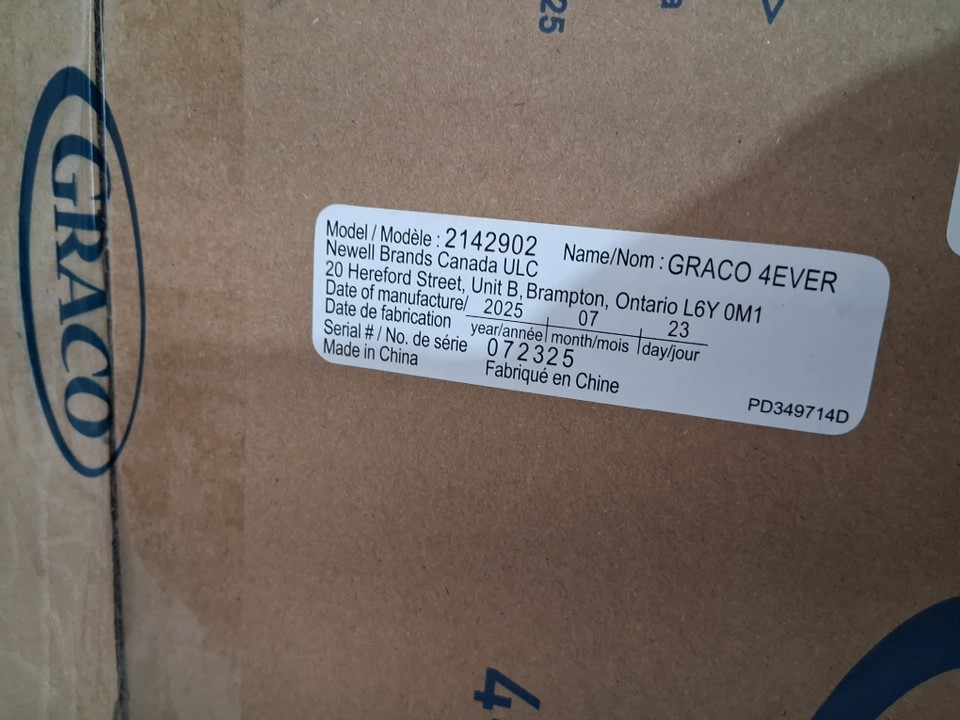 GRACO
25
Model / Modèle : 2142902 Name/Nom : GRACO 4EVER
Newell Brands Canada ULC
20 Hereford Street, Unit B, Brampton, Ontario L6Y 0M1
Date of manufacture/ 2025 07 23
Date de fabrication year/année month/mois day/jour
Serial # / No. de série 072325
Made in China Fabriqué en Chine
PD349714D
4